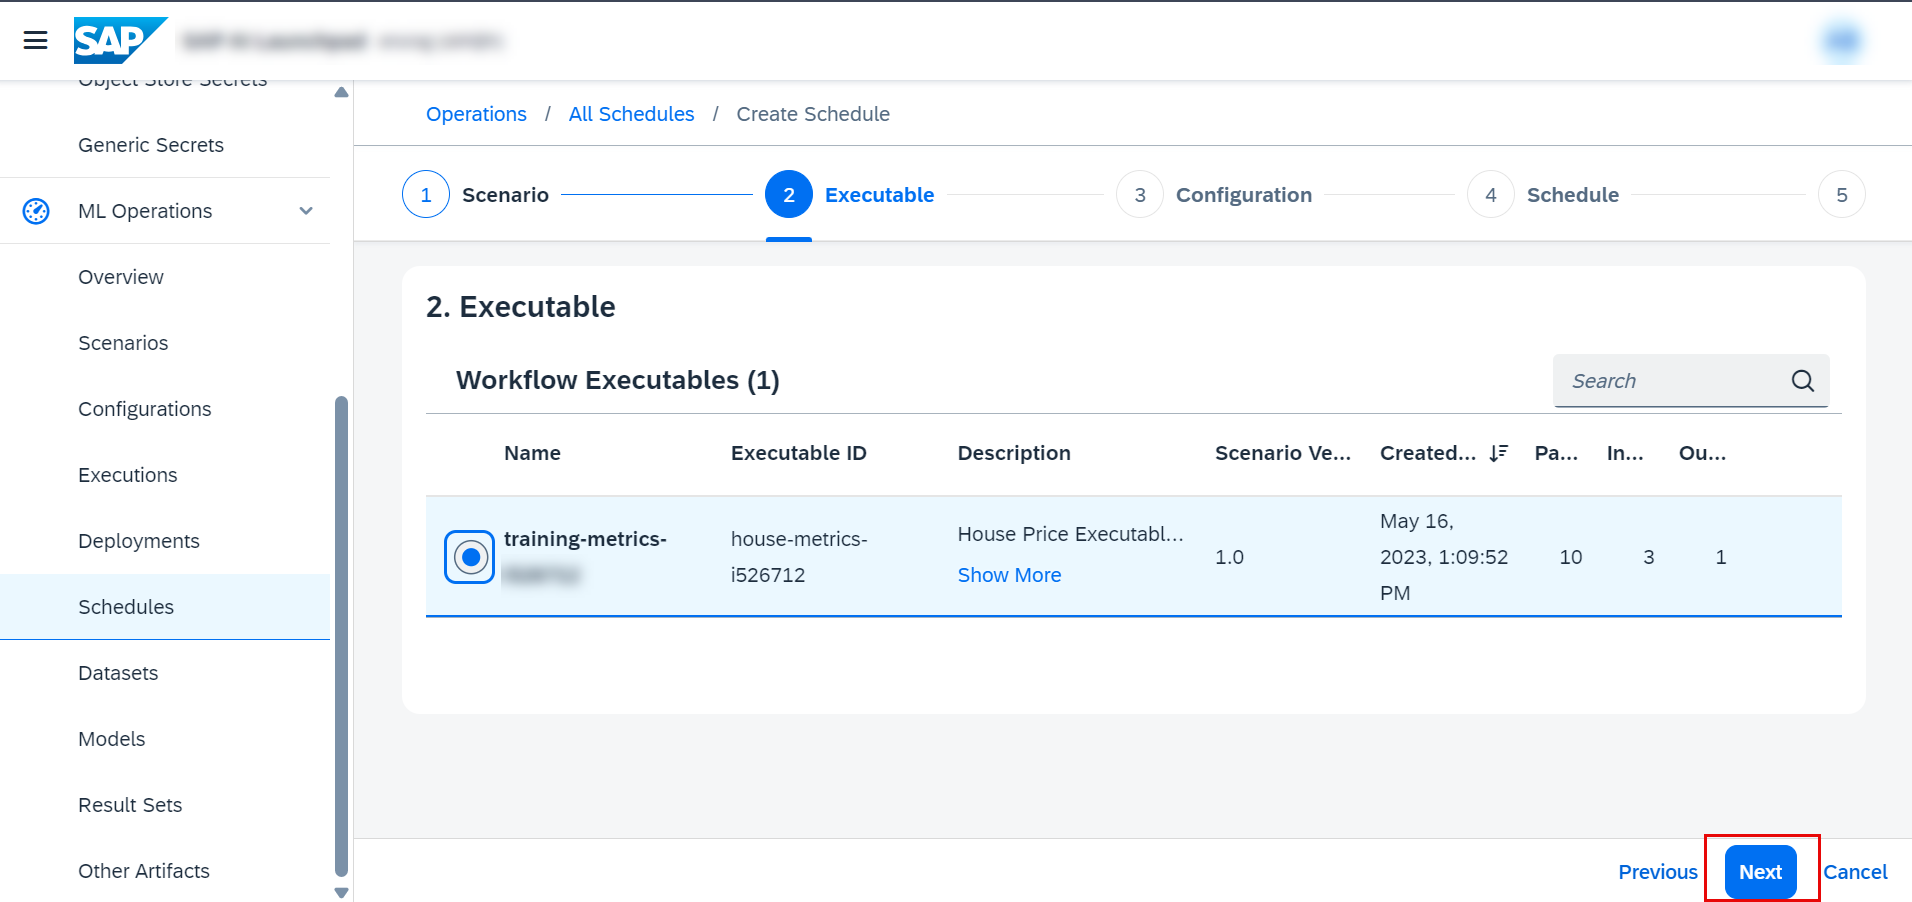 SAP
Object Store Secrets
Generic Secrets
ML Operations
Overview
Scenarios
Configurations
Executions
Deployments
Schedules
Datasets
Models
Result Sets
Other Artifacts
Operations / All Schedules / Create Schedule
1 Scenario 2 Executable 3 Configuration 4 Schedule 5
2. Executable
Workflow Executables (1)
Search
Name Executable ID Description Scenario Ve... Created... Pa... In... Ou...
training-metrics-
house-metrics-
i526712
House Price Executabl...
Show More
1.0
May 16,
2023, 1:09:52
PM
10 3 1
Previous Next Cancel